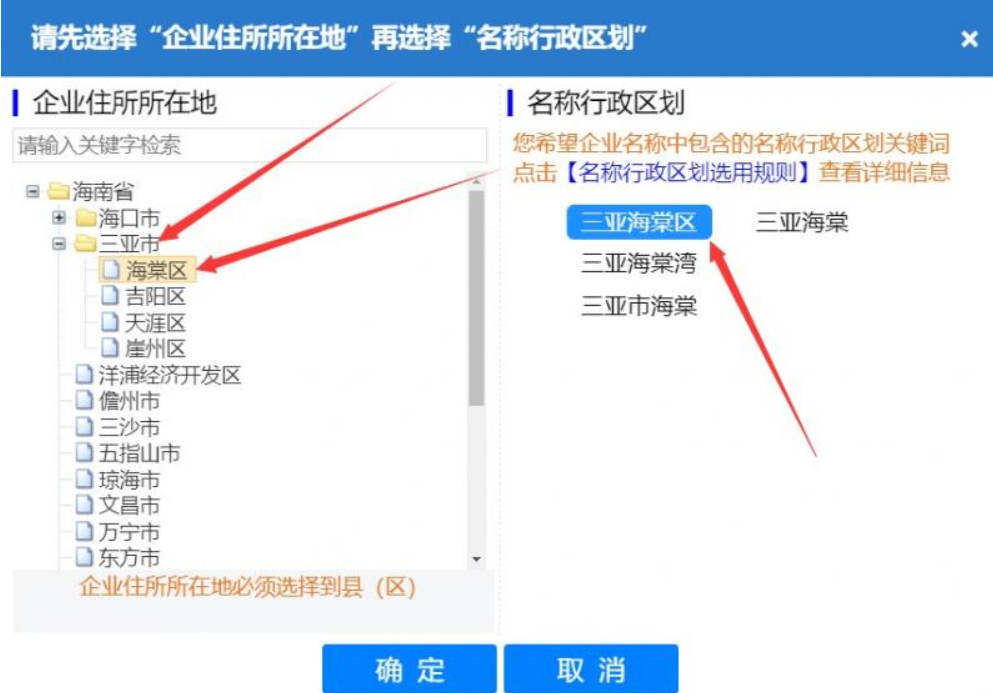 请先选择“企业住所所在地”再选择“名称行政区划”
企业住所所在地
请输入关键字检索
海南省
海口市
三亚市
海棠区
吉阳区
天涯区
崖州区
洋浦经济开发区
儋州市
三沙市
五指山市
琼海市
文昌市
万宁市
东方市
企业住所所在地必须选择到县（区）
名称行政区划
您希望企业名称中包含的名称行政区划关键词
点击【名称行政区划选用规则】查看详细信息
三亚海棠区 三亚海棠
三亚海棠湾
三亚市海棠
确 定 取 消